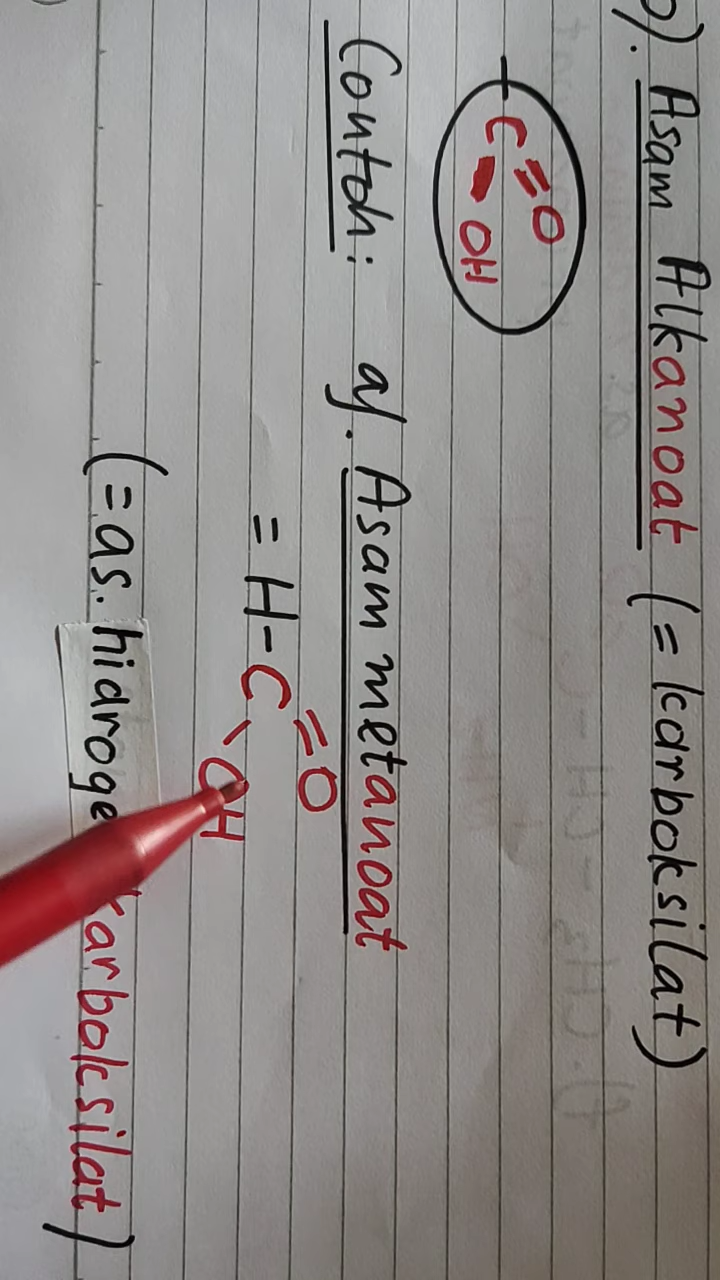 b). Asam Alkanoat (= karboksilat)
-C=O
OH
Contoh: a). Asam metanoat
= H-C=O
OH
(= as. hidroge karboksilat)